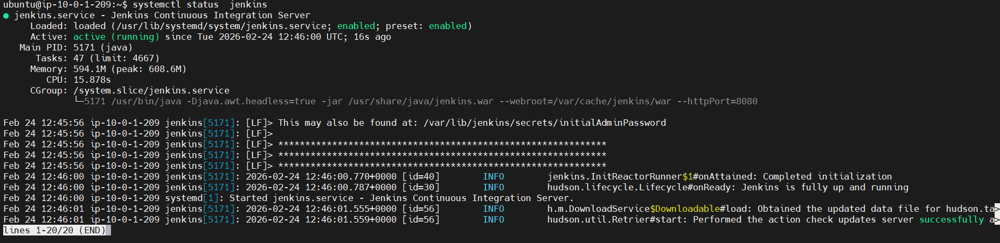 ubuntu@ip-10-0-1-209:~$ systemctl status  jenkins
● jenkins.service - Jenkins Continuous Integration Server
     Loaded: loaded (/usr/lib/systemd/system/jenkins.service; enabled; preset: enabled)
     Active: active (running) since Tue 2026-02-24 12:46:00 UTC; 16s ago
   Main PID: 5171 (java)
      Tasks: 47 (limit: 4667)
     Memory: 594.1M (peak: 608.6M)
        CPU: 15.878s
     CGroup: /system.slice/jenkins.service
             └─5171 /usr/bin/java -Djava.awt.headless=true -jar /usr/share/java/jenkins.war --webroot=/var/cache/jenkins/war --httpPort=8080

Feb 24 12:45:56 ip-10-0-1-209 jenkins[5171]: [LF]> This may also be found at: /var/lib/jenkins/secrets/initialAdminPassword
Feb 24 12:45:56 ip-10-0-1-209 jenkins[5171]: [LF]>
Feb 24 12:45:56 ip-10-0-1-209 jenkins[5171]: [LF]> *************************************************************
Feb 24 12:45:56 ip-10-0-1-209 jenkins[5171]: [LF]> *************************************************************
Feb 24 12:45:56 ip-10-0-1-209 jenkins[5171]: [LF]> *************************************************************
Feb 24 12:46:00 ip-10-0-1-209 jenkins[5171]: 2026-02-24 12:46:00.770+0000 [id=40]        INFO        jenkins.InitReactorRunner$1#onAttained: Completed initialization
Feb 24 12:46:00 ip-10-0-1-209 jenkins[5171]: 2026-02-24 12:46:00.787+0000 [id=30]        INFO        hudson.lifecycle.Lifecycle#onReady: Jenkins is fully up and running
Feb 24 12:46:00 ip-10-0-1-209 systemd[1]: Started jenkins.service - Jenkins Continuous Integration Server.
Feb 24 12:46:01 ip-10-0-1-209 jenkins[5171]: 2026-02-24 12:46:01.555+0000 [id=56]        INFO        h.m.DownloadService$Downloadable#load: Obtained the updated data file for hudson.ta>
Feb 24 12:46:01 ip-10-0-1-209 jenkins[5171]: 2026-02-24 12:46:01.559+0000 [id=56]        INFO        hudson.util.Retrier#start: Performed the action check updates server successfully a>
lines 1-20/20 (END)